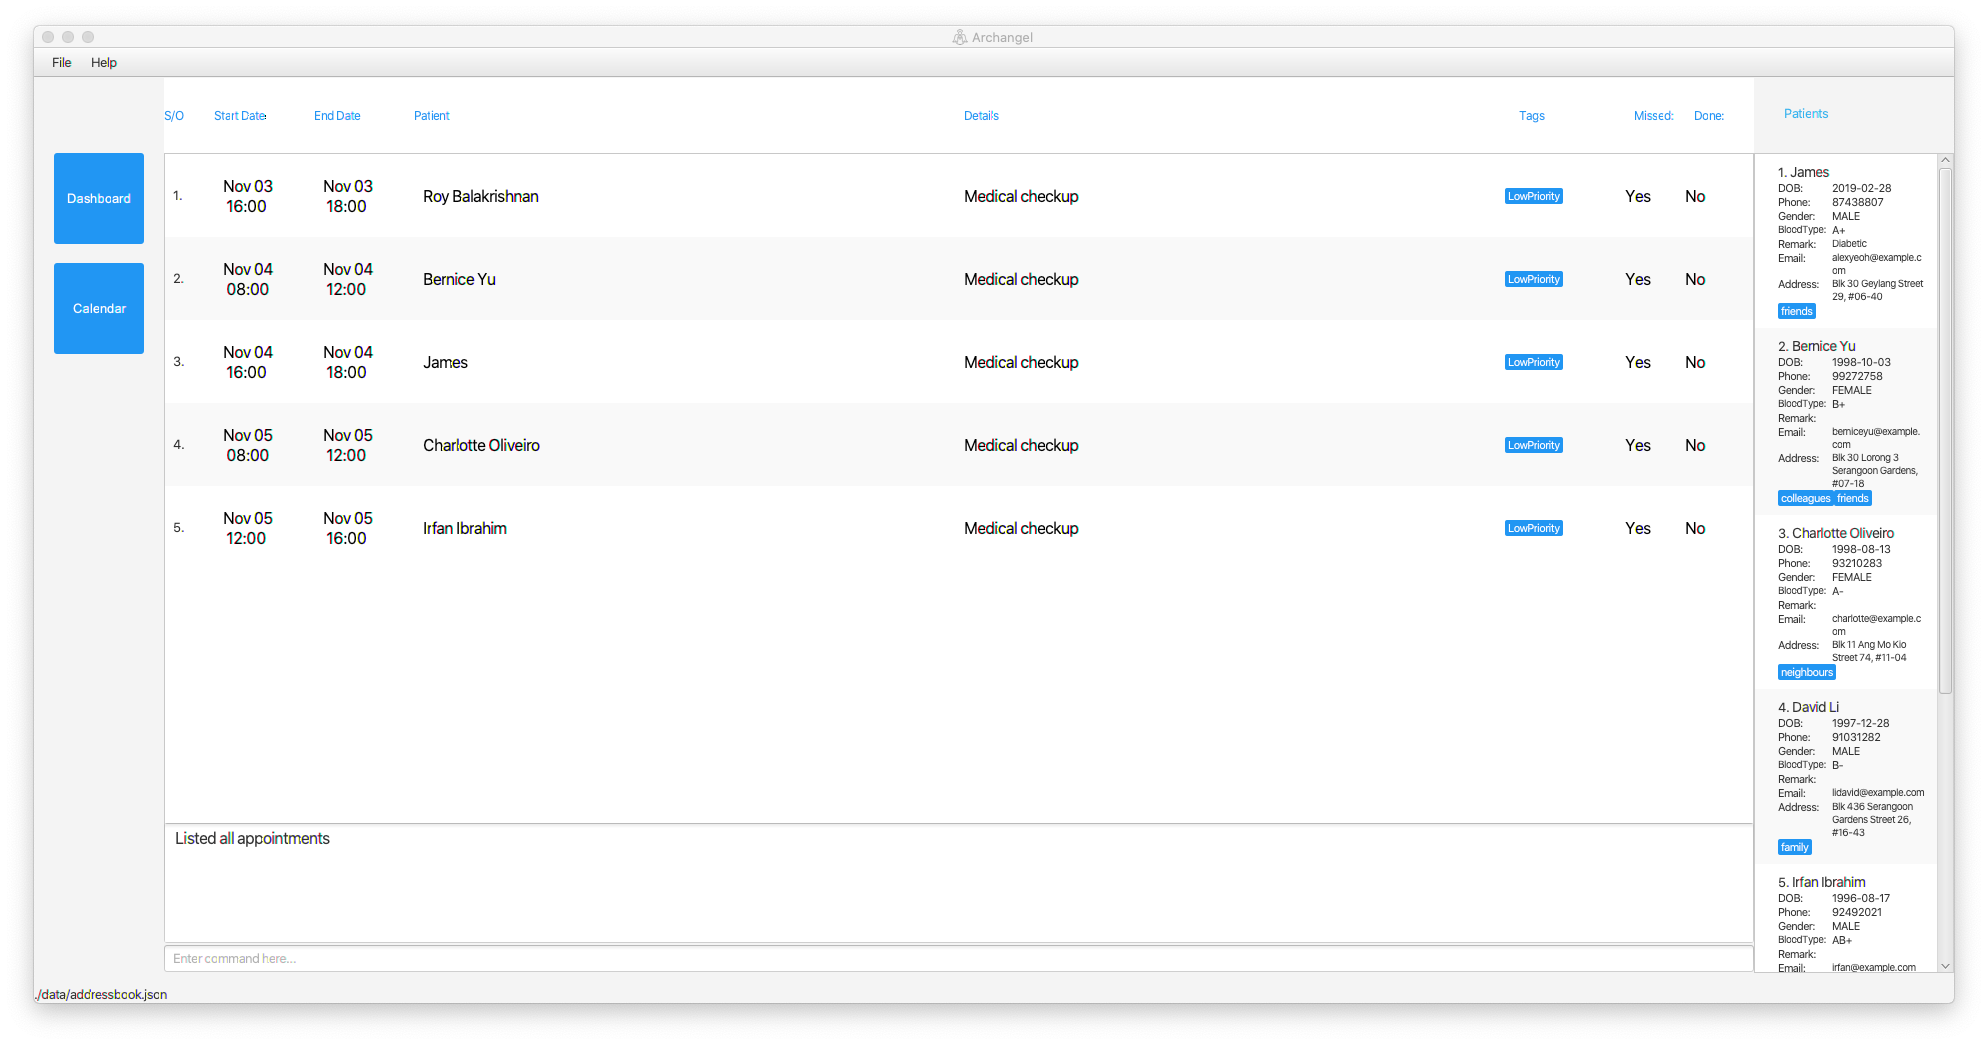 Archangel
File Help
S/O Start Date End Date Patient Details Tags Missed: Done:
Patients
Dashboard
Calendar
1. Nov 03 16:00 Nov 03 18:00 Roy Balakrishnan Medical checkup LowPriority Yes No
2. Nov 04 08:00 Nov 04 12:00 Bernice Yu Medical checkup LowPriority Yes No
3. Nov 04 16:00 Nov 04 18:00 James Medical checkup LowPriority Yes No
4. Nov 05 08:00 Nov 05 12:00 Charlotte Oliveiro Medical checkup LowPriority Yes No
5. Nov 05 12:00 Nov 05 16:00 Irfan Ibrahim Medical checkup LowPriority Yes No
Listed all appointments
Enter command here...
./data/addressbook.json
1. James
DOB: 2019-02-28
Phone: 87438807
Gender: MALE
BloodType: A+
Remark: Diabetic
Email: alexyeoh@example.c
om
Address: Blk 30 Geylang Street
29, #06-40
friends
2. Bernice Yu
DOB: 1998-10-03
Phone: 99272758
Gender: FEMALE
BloodType: B+
Remark:
Email: berniceyu@example.
com
Address: Blk 30 Lorong 3
Serangoon Gardens,
#07-18
colleagues friends
3. Charlotte Oliveiro
DOB: 1998-08-13
Phone: 93210283
Gender: FEMALE
BloodType: A-
Remark:
Email: charlotte@example.c
om
Address: Blk 11 Ang Mo Kio
Street 74, #11-04
neighbours
4. David Li
DOB: 1997-12-28
Phone: 91031282
Gender: MALE
BloodType: B-
Remark:
Email: lidavid@example.com
Address: Blk 436 Serangoon
Gardens Street 26,
#16-43
family
5. Irfan Ibrahim
DOB: 1996-08-17
Phone: 92492021
Gender: MALE
BloodType: AB+
Remark:
Email: irfan@example.com